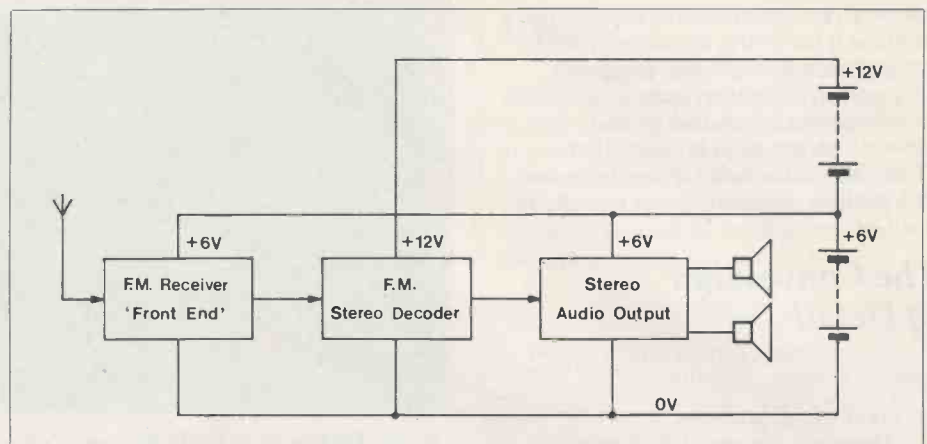 +12V
+6V
+12V
+6V
+6V
F.M. Receiver
'Front End'
F.M.
Stereo Decoder
Stereo
Audio Output
0V